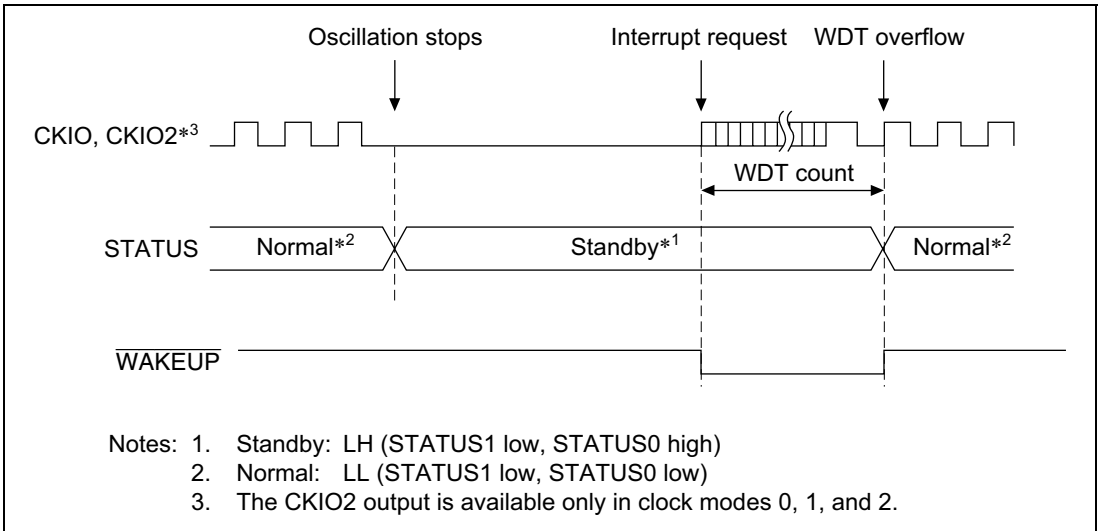 Oscillation stops Interrupt request WDT overflow
CKIO, CKIO2*3
WDT count
STATUS Normal*2 Standby*1 Normal*2
WAKEUP
Notes: 1. Standby: LH (STATUS1 low, STATUS0 high)
2. Normal: LL (STATUS1 low, STATUS0 low)
3. The CKIO2 output is available only in clock modes 0, 1, and 2.